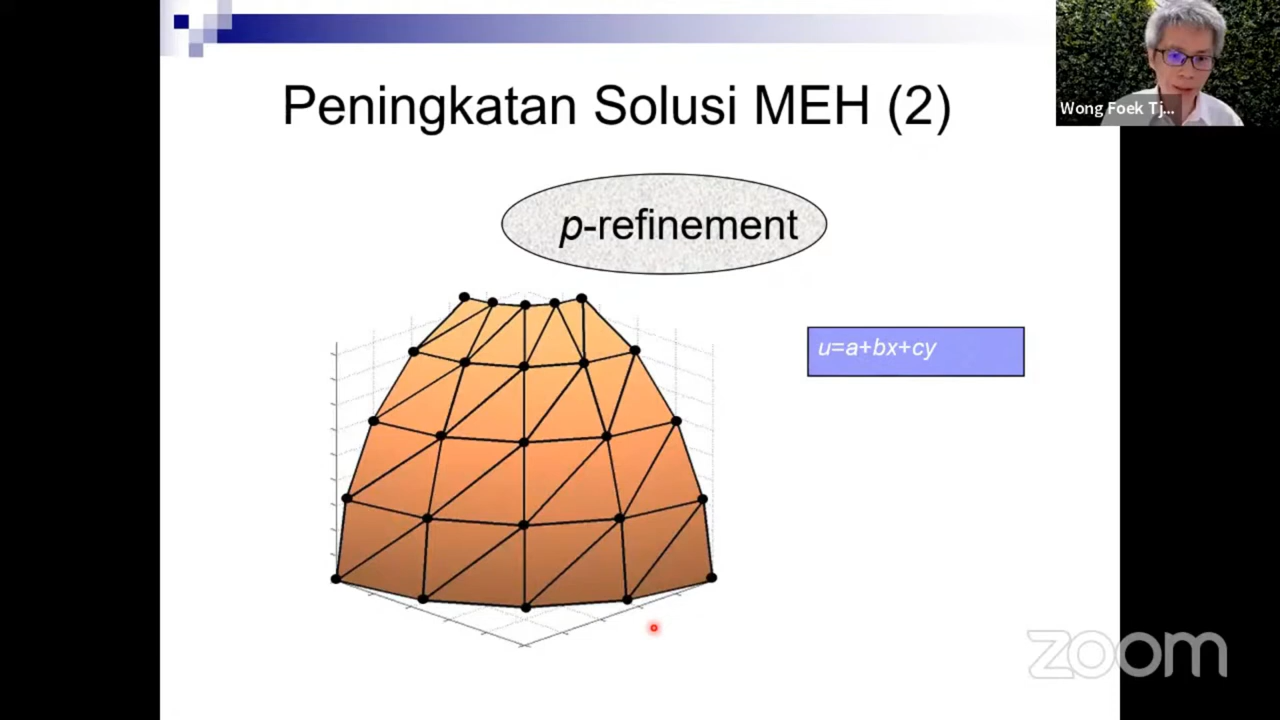 Peningkatan Solusi MEH (2)
Wong Foek Tj...
p-refinement
u=a+bx+cy
zoom